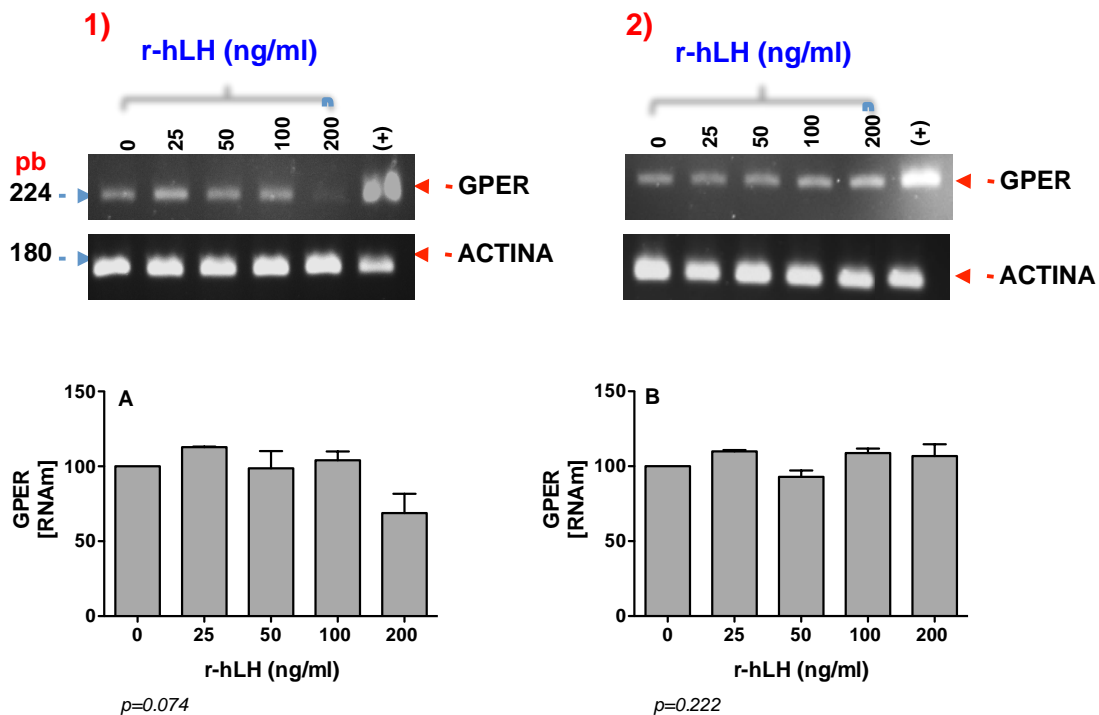 1)
r-hLH (ng/ml)
0 25 50 100 200 (+)
pb
224
GPER
180
ACTINA
2)
r-hLH (ng/ml)
0 25 50 100 200 (+)
GPER
ACTINA
A
GPER
[RNAm]
150
100
50
0
0 25 50 100 200
r-hLH (ng/ml)
p=0.074
B
GPER
[RNAm]
150
100
50
0
0 25 50 100 200
r-hLH (ng/ml)
p=0.222